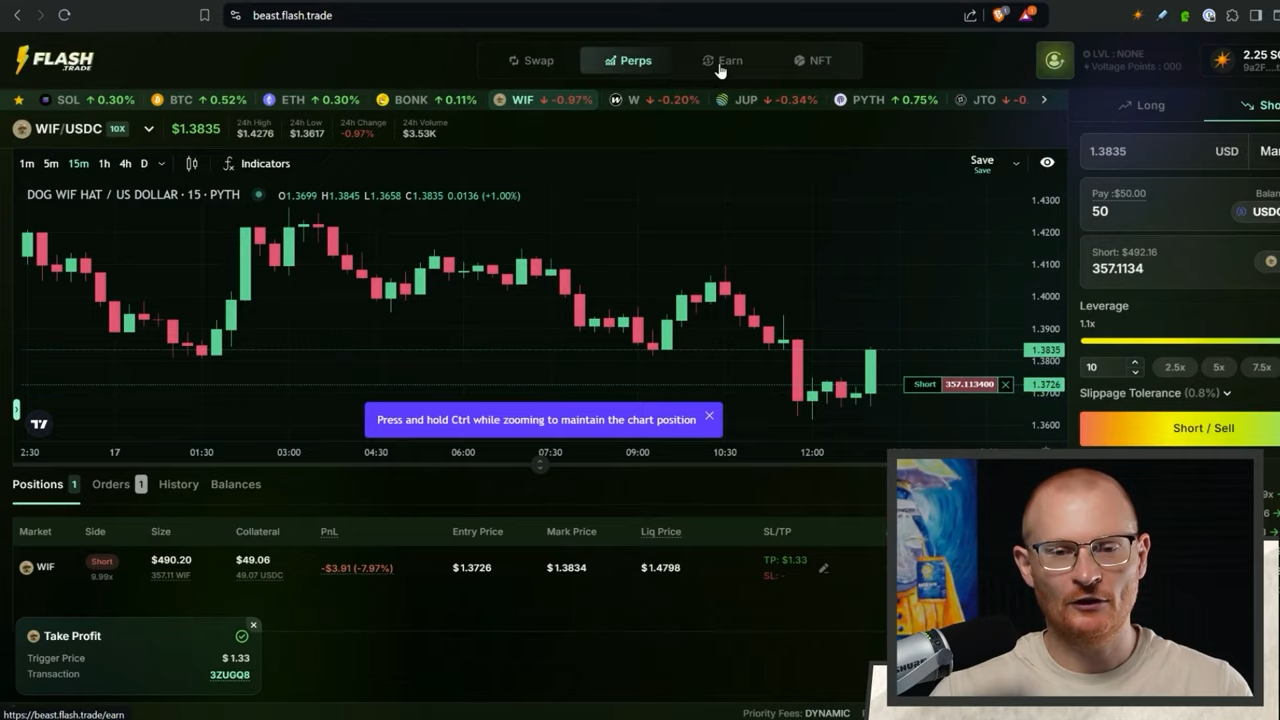 beast.flash.trade
FLASH
.TRADE
Swap
Perps
Earn
NFT
LVL : NONE
Voltage Points : 000
2.25 S
9a2F...
SOL ↑ 0.30%
BTC ↑ 0.52%
ETH ↑ 0.30%
BONK ↑ 0.11%
WIF ↓ -0.97%
W ↓ -0.20%
JUP ↓ -0.34%
PYTH ↑ 0.75%
JTO ↓ -0.
Long
Sho
WIF/USDC 10X
$1.3835
24h High
$1.4276
24h Low
$1.3617
24h Change
-0.97%
24h Volume
$3.53K
1.3835 USD
Mar
1m 5m 15m 1h 4h D
Indicators
Save
Save
DOG WIF HAT / US DOLLAR · 15 · PYTH
O1.3699 H1.3845 L1.3658 C1.3835 0.0136 (+1.00%)
Pay :$50.00
Balan
50
USDC
Short: $492.16
357.1134
Leverage
1.1x
10
2.5x
5x
7.5x
Slippage Tolerance (0.8%)
Short / Sell
1.4300
1.4200
1.4100
1.4000
1.3900
1.3835
1.3800
1.3726
1.3700
1.3600
Short 357.113400
Press and hold Ctrl while zooming to maintain the chart position
2:30 17 01:30 03:00 04:30 06:00 07:30 09:00 10:30 12:00
Positions 1
Orders 1
History
Balances
Market Side Size Collateral PnL Entry Price Mark Price Liq Price SL/TP
WIF
Short
9.99x
$490.20
357.11 WIF
$49.06
49.07 USDC
-$3.91 (-7.97%)
$1.3726
$1.3834
$1.4798
TP: $1.33
SL: -
Take Profit
Trigger Price $ 1.33
Transaction 3ZUGQ8
https://beast.flash.trade/earn
Priority Fees: DYNAMIC